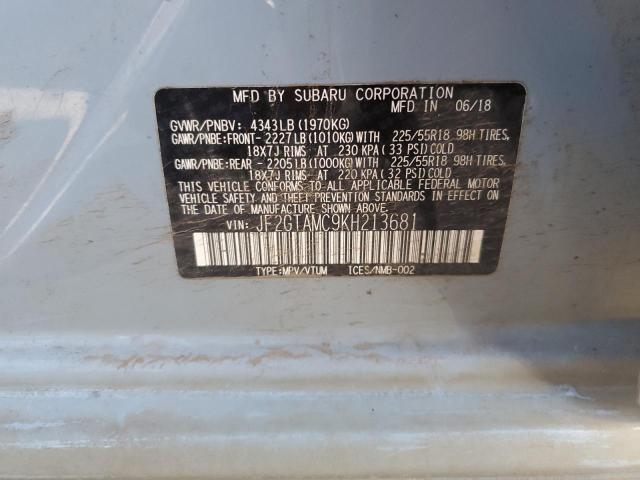 MFD BY SUBARU CORPORATION
MFD IN 06/18
GVWR/PNBV: 4343LB(1970KG)
GAWR/PNBE:FRONT- 2227LB(1010KG)WITH 225/55R18 98H TIRES,
18X7J RIMS AT 230 KPA(33 PSI)COLD
GAWR/PNBE:REAR - 2205LB(1000KG)WITH 225/55R18 98H TIRES,
18X7J RIMS AT 220 KPA(32 PSI)COLD
THIS VEHICLE CONFORMS TO ALL APPLICABLE FEDERAL MOTOR
VEHICLE SAFETY AND THEFT PREVENTION STANDARDS IN EFFECT
ON THE DATE OF MANUFACTURE SHOWN ABOVE.
VIN: JF2GTAMC9KH213681
TYPE:MPV/VTUM ICES/NMB-002